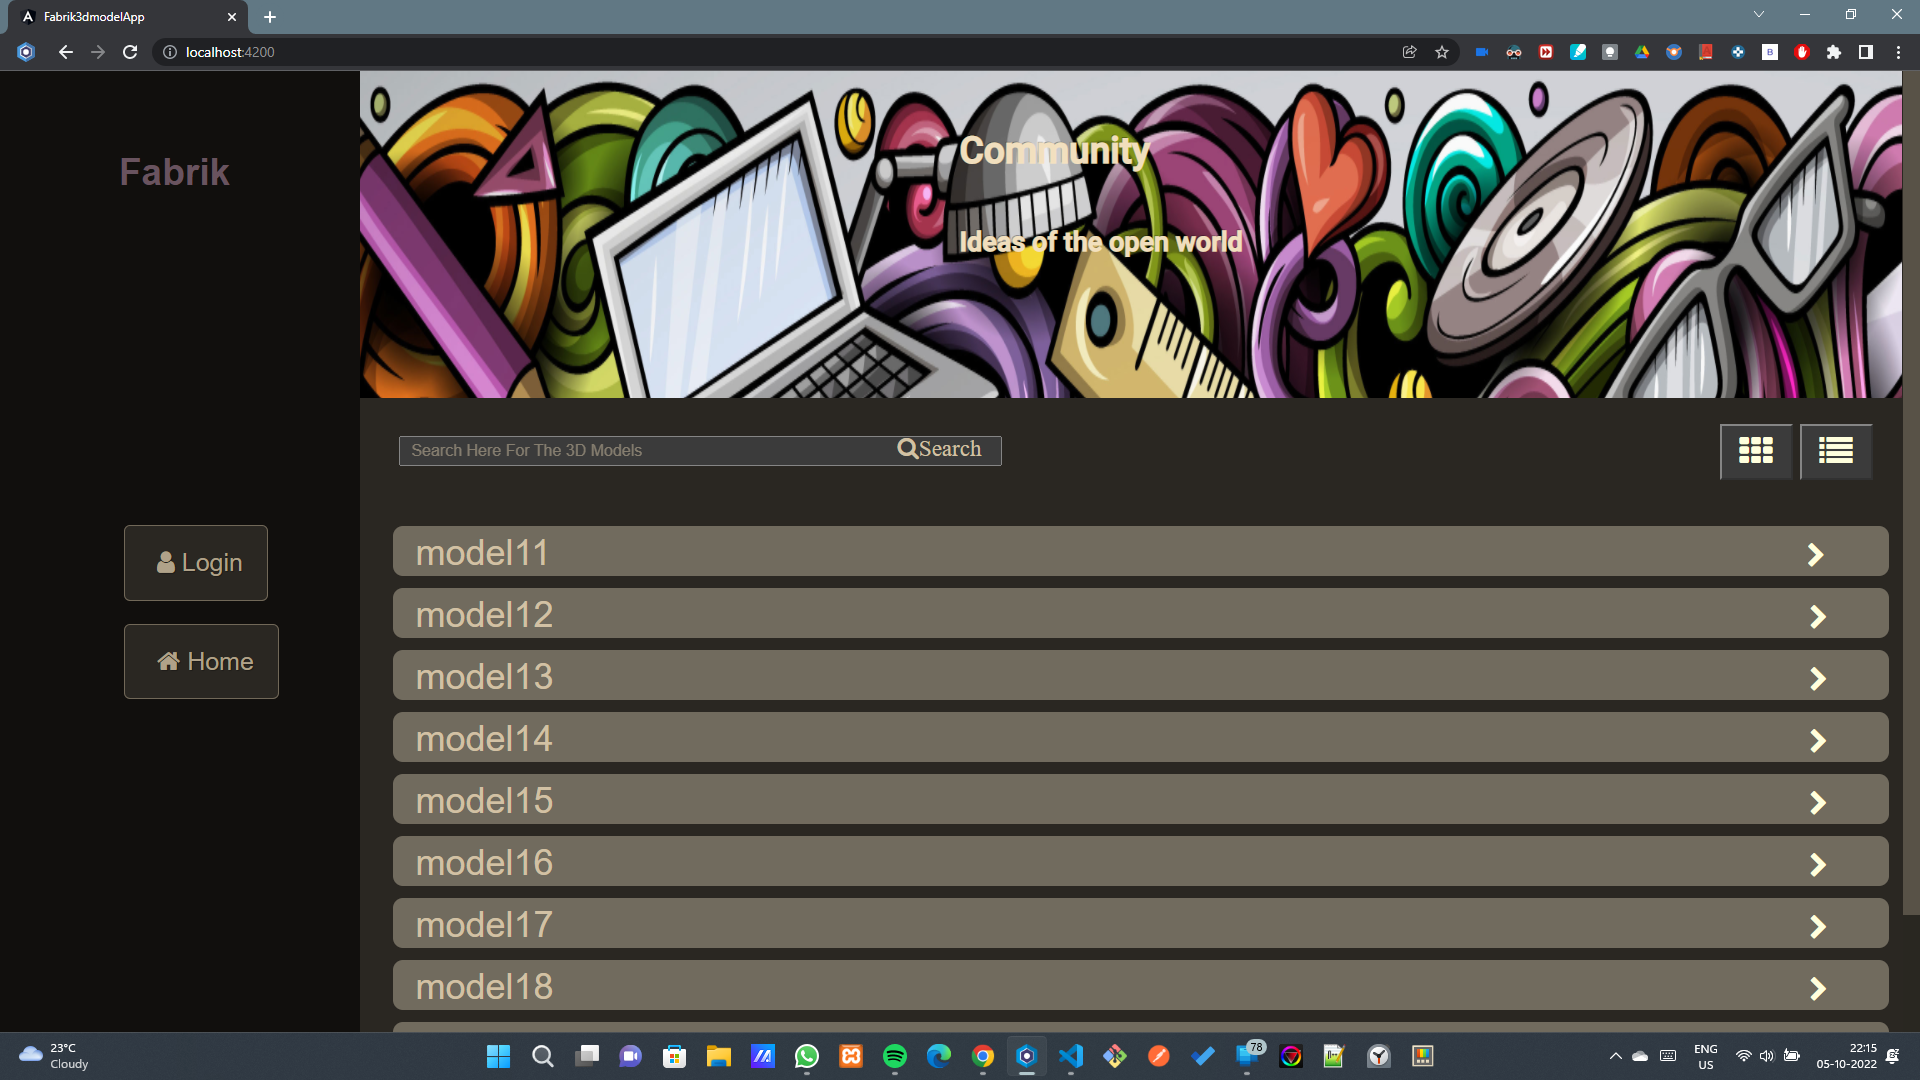 Fabrik3dmodelApp
localhost:4200
Fabrik
Community
Ideas of the open world
Search Here For The 3D Models
Search
Login
Home
model11
model12
model13
model14
model15
model16
model17
model18
23°C
Cloudy
78
ENG
US
22:15
05-10-2022